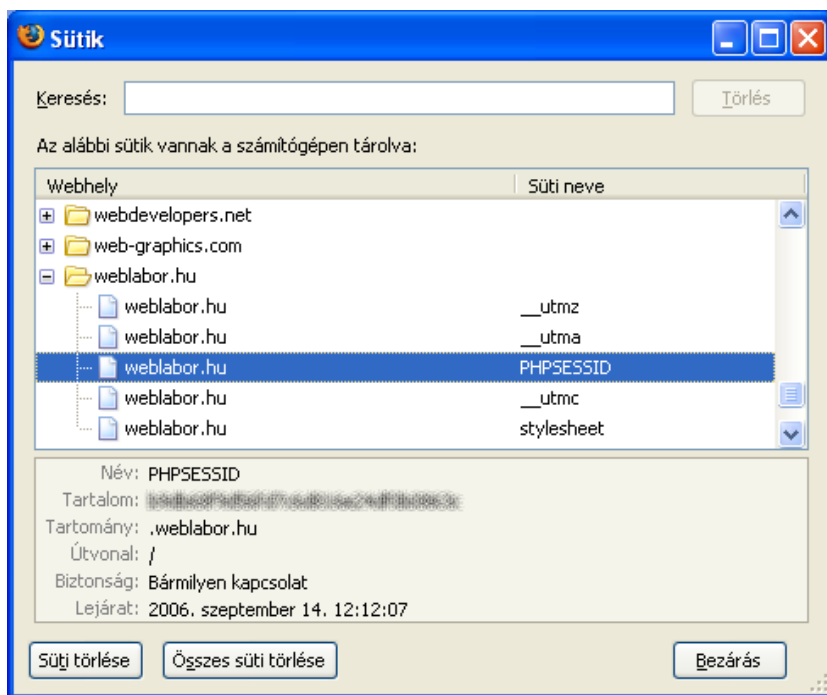 Sütik
Keresés: Törlés
Az alábbi sütik vannak a számítógépen tárolva:
Webhely Süti neve
webdevelopers.net
web-graphics.com
weblabor.hu
weblabor.hu __utmz
weblabor.hu __utma
weblabor.hu PHPSESSID
weblabor.hu __utmc
weblabor.hu stylesheet
Név: PHPSESSID
Tartalom:
Tartomány: .weblabor.hu
Útvonal: /
Biztonság: Bármilyen kapcsolat
Lejárat: 2006. szeptember 14. 12:12:07
Süti törlése Összes süti törlése Bezárás